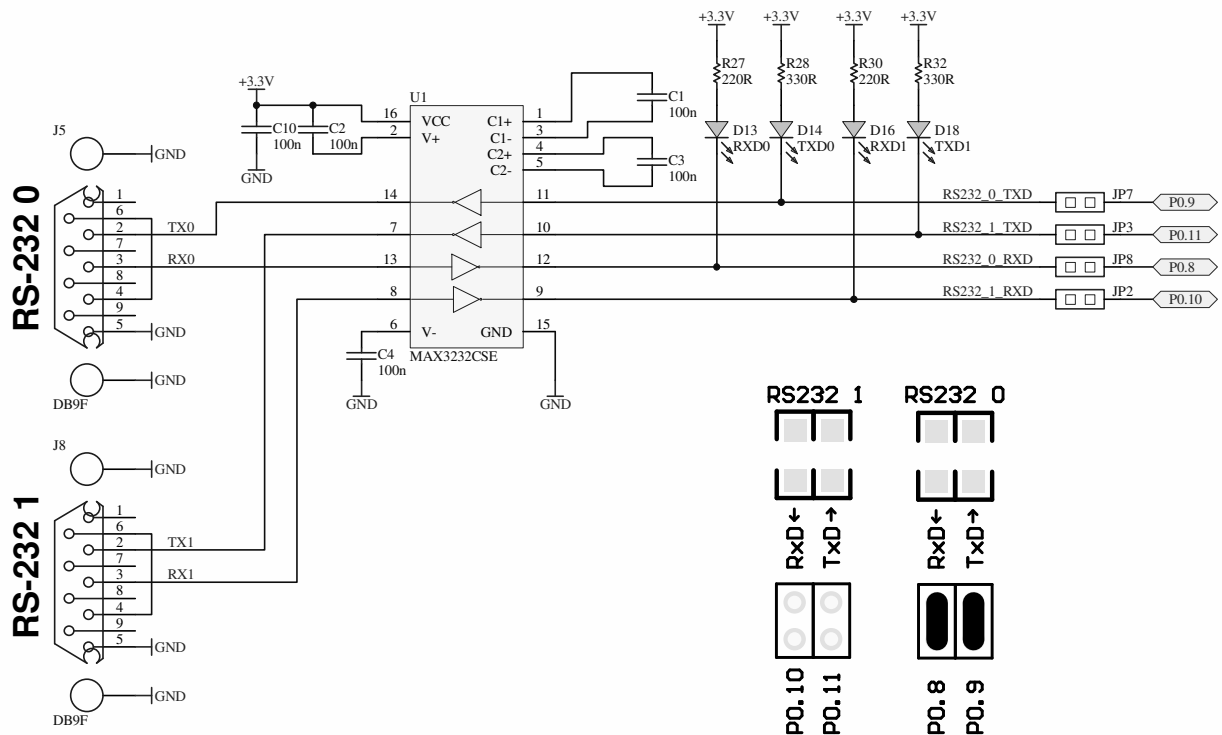 +3.3V
+3.3V
+3.3V
+3.3V
R27
220R
R28
330R
R30
220R
R32
330R
D13
RXD0
D14
TXD0
D16
RXD1
D18
TXD1
+3.3V
C10
100n
C2
100n
GND
U1
16
VCC
2
V+
C1+
1
C1-
3
C2+
4
C2-
5
C1
100n
C3
100n
14
11
7
10
13
12
8
9
6
V-
GND
15
MAX3232CSE
C4
100n
GND
GND
RS232_0_TXD
JP7
P0.9
RS232_1_TXD
JP3
P0.11
RS232_0_RXD
JP8
P0.8
RS232_1_RXD
JP2
P0.10
J5
GND
RS-232 0
1
6
2
7
3
8
4
9
5
TX0
RX0
GND
GND
DB9F
J8
GND
RS-232 1
1
6
2
7
3
8
4
9
5
TX1
RX1
GND
GND
DB9F
RS232 1
RS232 0
RxD
TxD
RxD
TxD
P0.10
P0.11
P0.8
P0.9